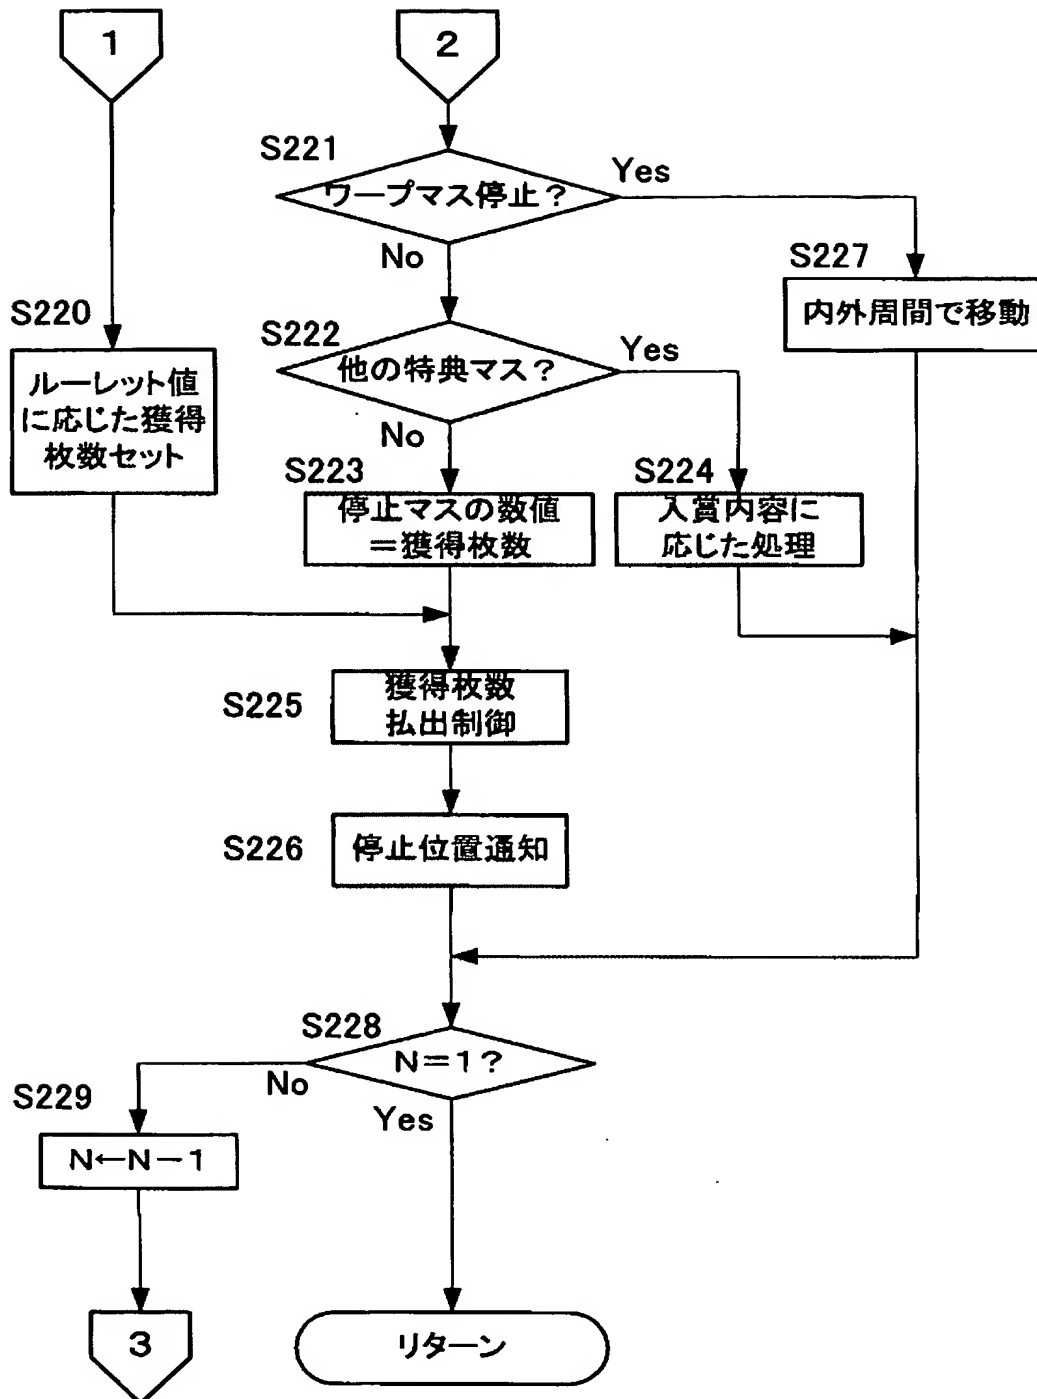 1
2
S221
ワープマス停止?
Yes
No
S227
内外周間で移動
S220
ルーレット値
に応じた獲得
枚数セット
S222
他の特典マス?
Yes
No
S223
停止マスの数値
=獲得枚数
S224
入賞内容に
応じた処理
S225
獲得枚数
払出制御
S226
停止位置通知
S228
N=1?
No
Yes
S229
N←N-1
3
リターン